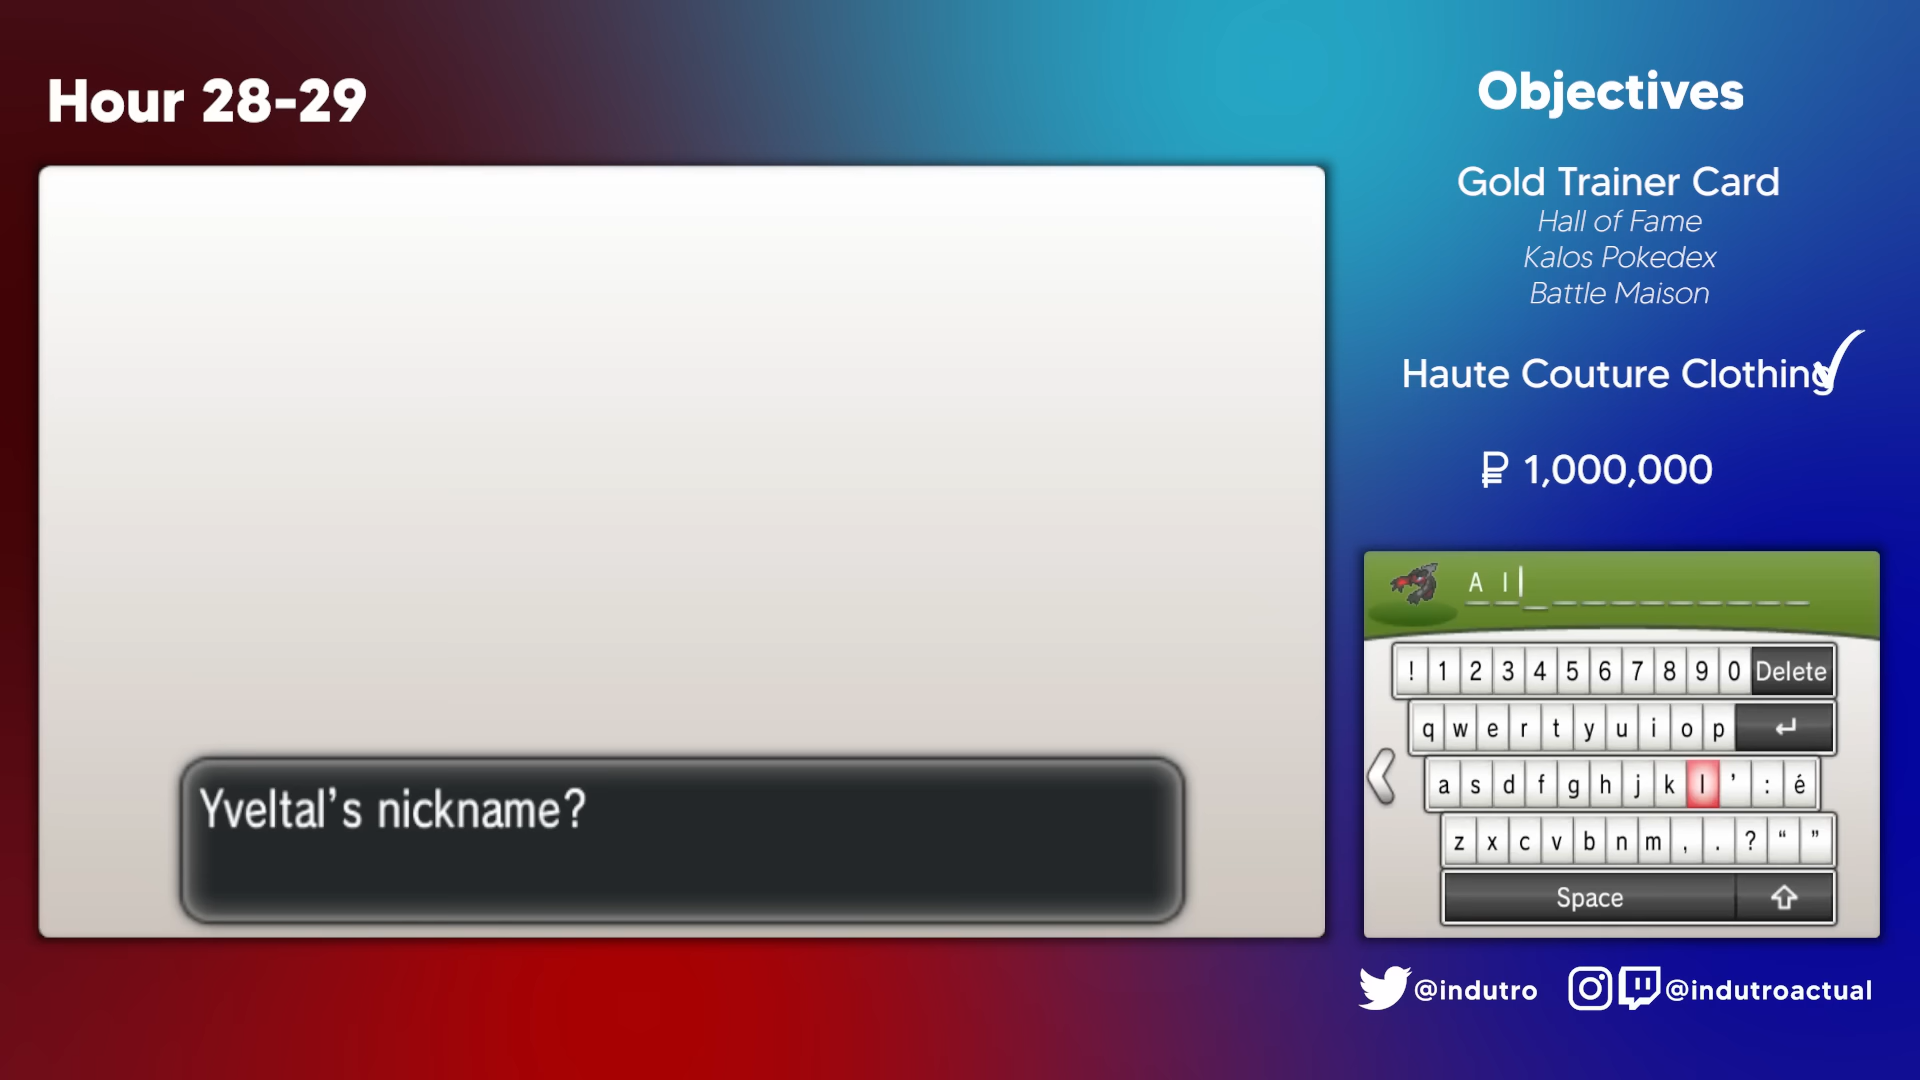 Hour 28-29
Objectives
Gold Trainer Card
Hall of Fame
Kalos Pokedex
Battle Maison
Haute Couture Clothing
1,000,000
Yveltal's nickname?
Al
! 1 2 3 4 5 6 7 8 9 0 Delete
q w e r t y u i o p
a s d f g h j k l ' : é
z x c v b n m , . ? “ ”
Space
@indutro @indutroactual